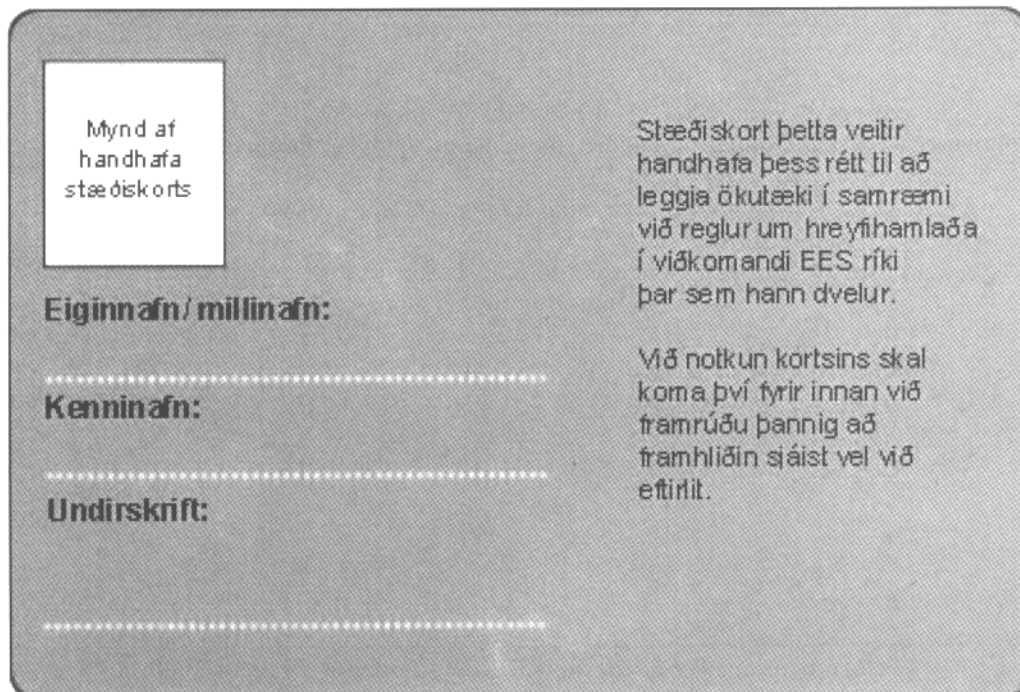 Mynd af
handhafa
stæðiskorts
Eiginnafn/millinafn:
Kenninafn:
Undirskrift:
Stæðiskort þetta veitir
handhafa þess rétt til að
leggja ökutæki í samræmi
við reglur um hreyfihamlaða
í viðkomandi EES ríki
þar sem hann dvelur.
Við notkun kortsins skal
koma því fyrir innan við
framrúðu þannig að
framhliðin sjáist vel við
eftirlit.